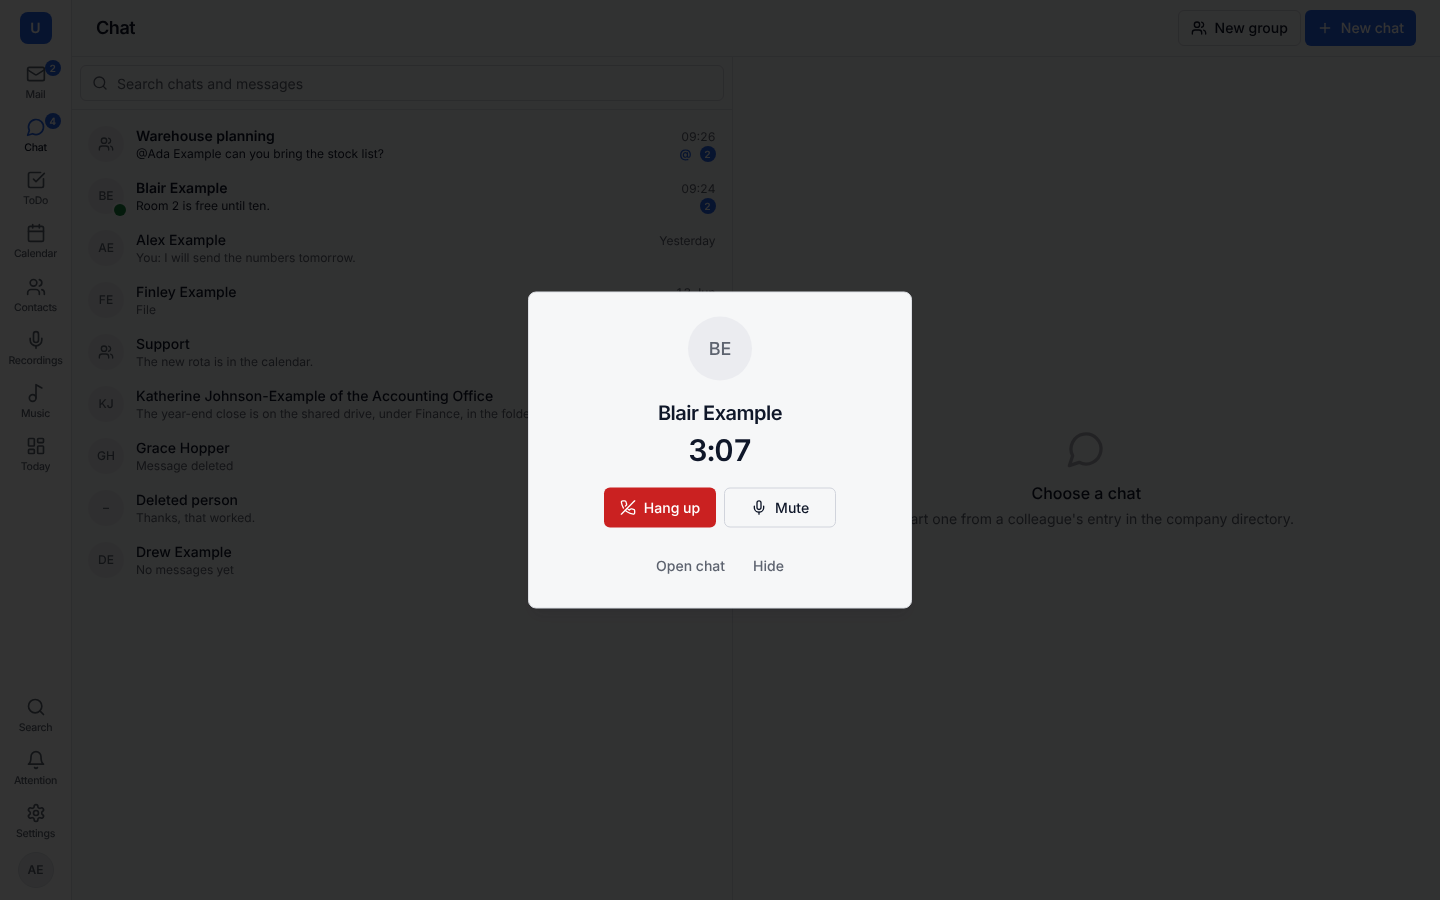 U
Chat
New group
New chat
2
Mail
4
Chat
ToDo
Calendar
Contacts
Recordings
Music
Today
Search
Attention
Settings
AE
Search chats and messages
Warehouse planning
09:26
@Ada Example can you bring the stock list?
@ 2
BE
Blair Example
09:24
Room 2 is free until ten.
2
AE
Alex Example
Yesterday
You: I will send the numbers tomorrow.
FE
Finley Example
File
Support
The new rota is in the calendar.
KJ
Katherine Johnson-Example of the Accounting Office
The year-end close is on the shared drive, under Finance, in the
GH
Grace Hopper
Message deleted
–
Deleted person
Thanks, that worked.
DE
Drew Example
No messages yet
BE
Blair Example
3:07
Hang up
Mute
Open chat
Hide
Choose a chat
one from a colleague's entry in the company directory.